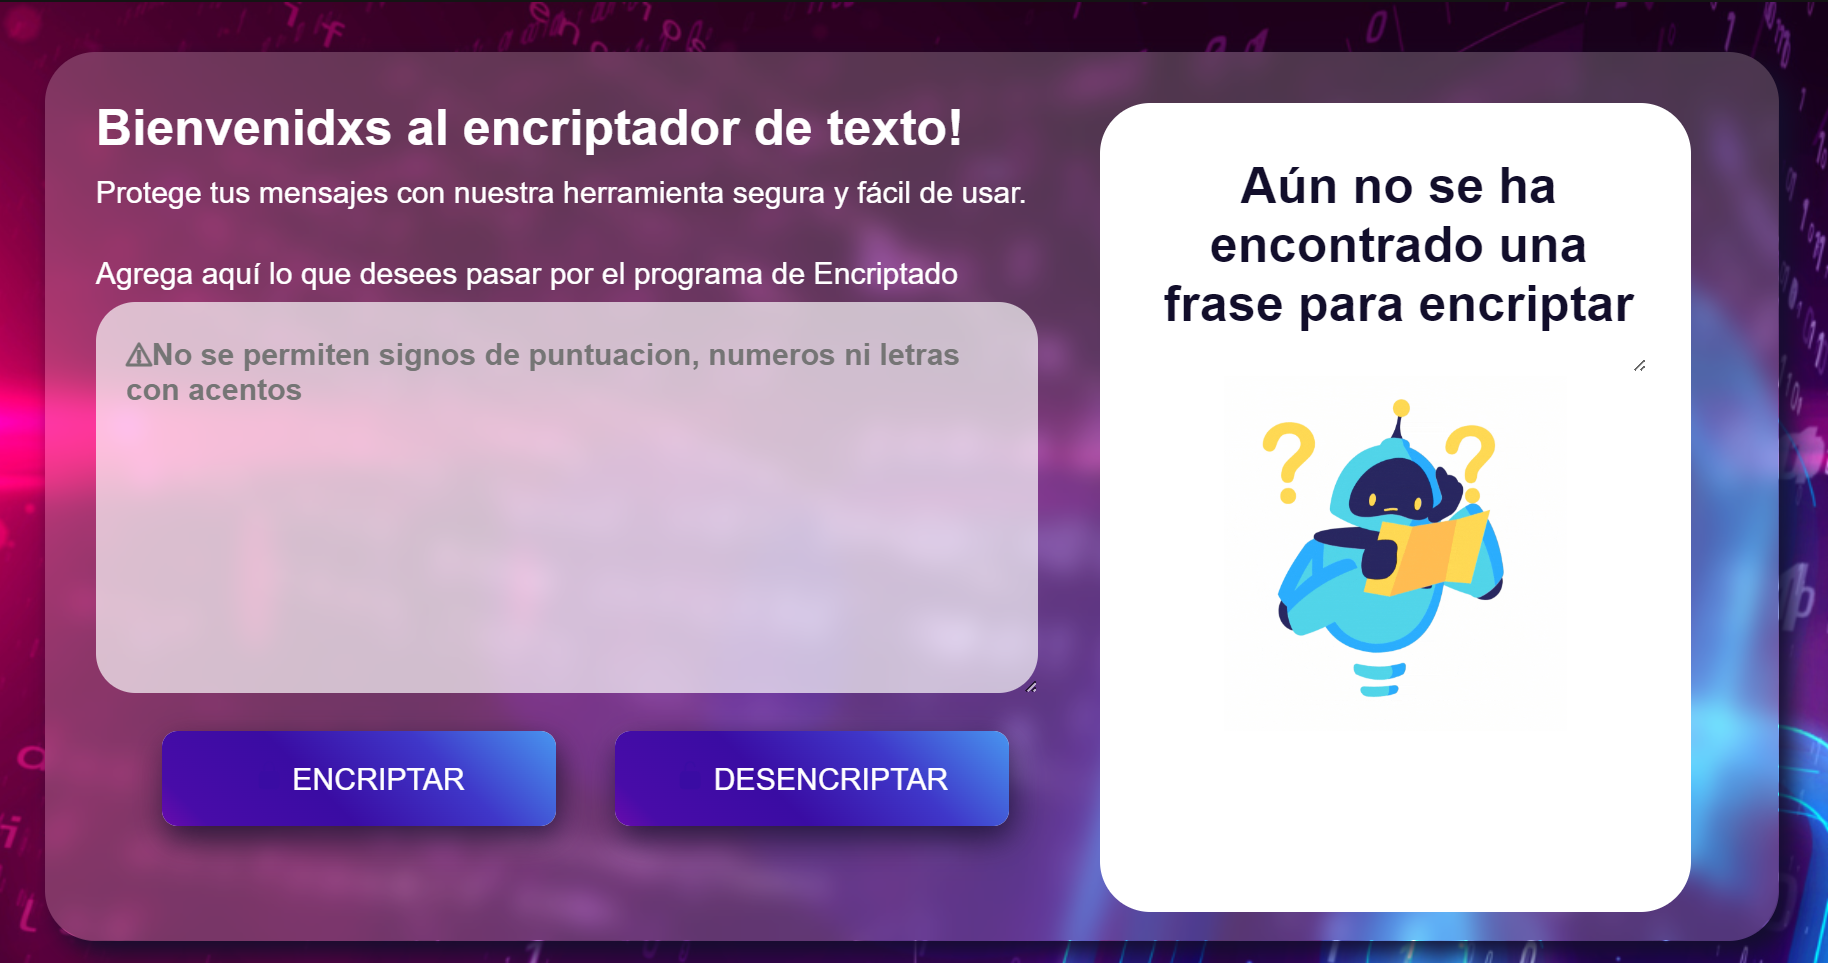 Bienvenidxs al encriptador de texto!
Protege tus mensajes con nuestra herramienta segura y fácil de usar.
Agrega aquí lo que desees pasar por el programa de Encriptado
⚠No se permiten signos de puntuacion, numeros ni letras
con acentos
ENCRIPTAR
DESENCRIPTAR
Aún no se ha
encontrado una
frase para encriptar